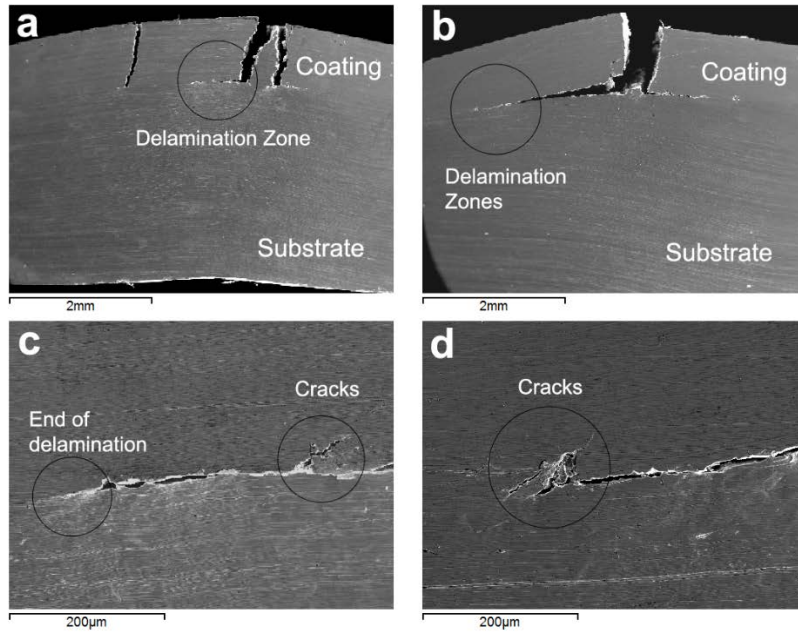 a
Coating
Delamination Zone
Substrate
2mm
b
Coating
Delamination
Zones
Substrate
2mm
c
Cracks
End of
delamination
200µm
d
Cracks
200µm